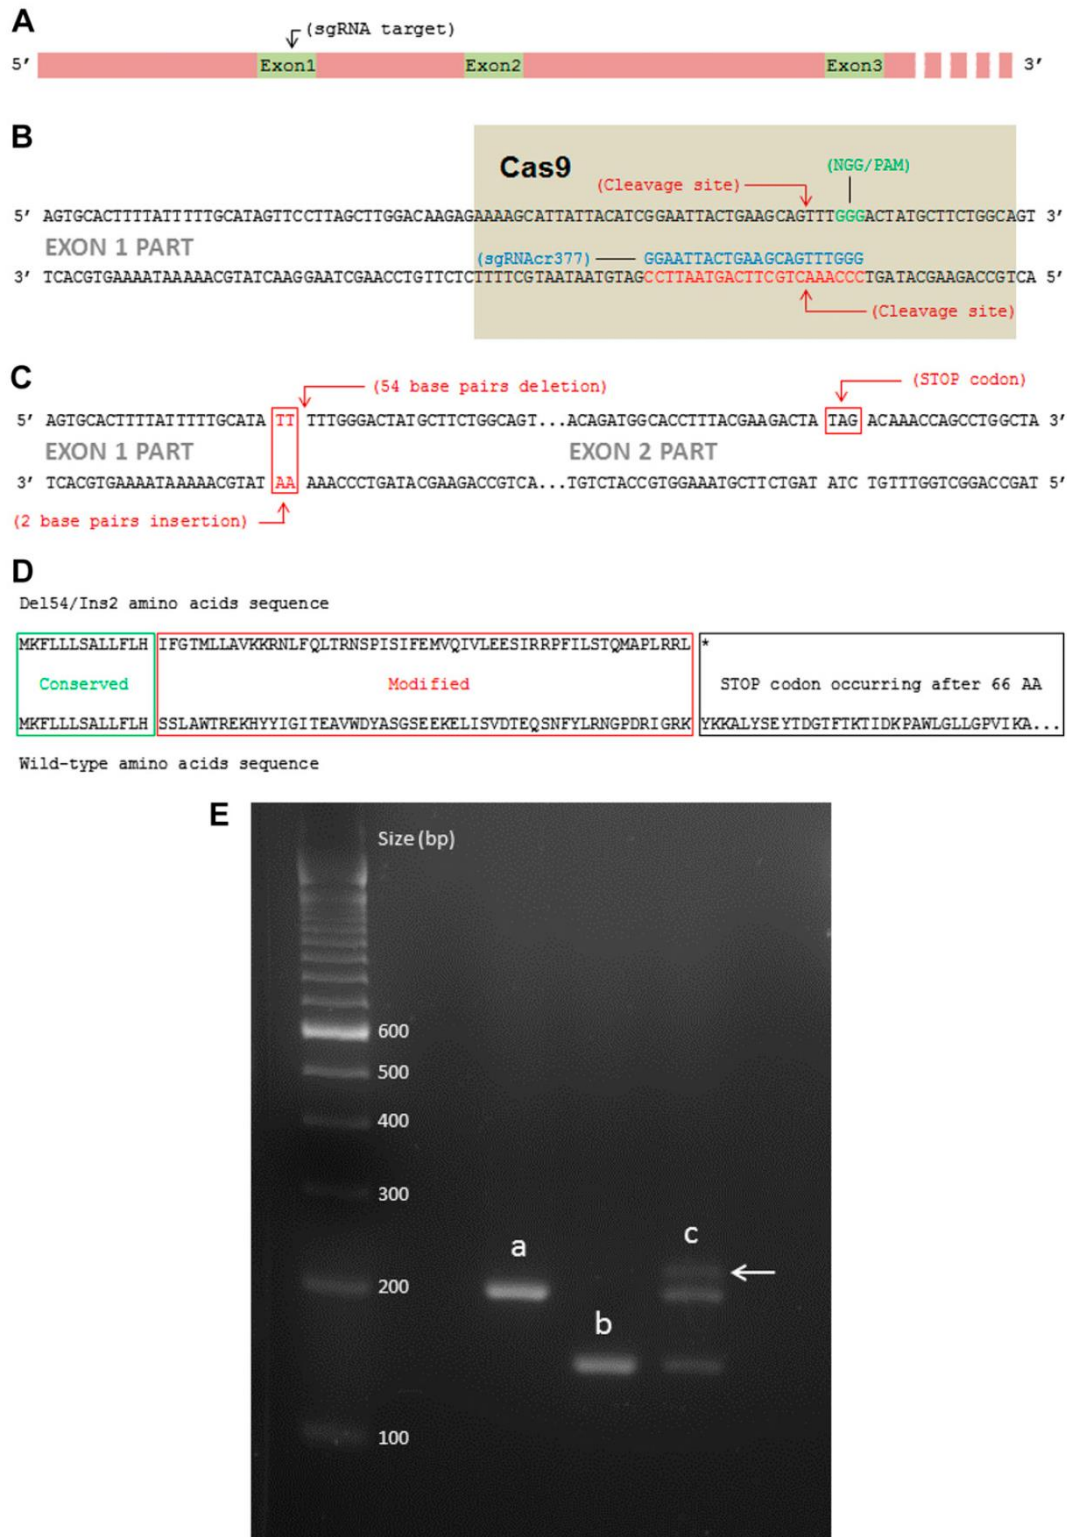 A
(sgRNA target)
5′ Exon1 Exon2 Exon3 3′
B
Cas9
(NGG/PAM)
(Cleavage site)
5′ AGTGCACTTTTATTTTTGCATAGTTCCTTAGCTTGGACAAGAGAAAAGCATTATTACATCGGAATTACTGAAGCAGTTTGGGACTATGCTTCTGGCAGT 3′
EXON 1 PART
(sgRNAcr377) GGAATTACTGAAGCAGTTTGGG
3′ TCACGTGAAAATAAAAACGTATCAAGGAATCGAACCTGTTCTCTTTTCGTAATAATGTAGCCTTAATGACTTCGTCAAACCCTGATACGAAGACCGTCA 5′
(Cleavage site)
C
(54 base pairs deletion)
(STOP codon)
5′ AGTGCACTTTTATTTTTGCATA TT TTTGGGACTATGCTTCTGGCAGT...ACAGATGGCACCTTTACGAAGACTA TAG ACAAACCAGCCTGGCTA 3′
EXON 1 PART EXON 2 PART
3′ TCACGTGAAAATAAAAACGTAT AA AAACCCTGATACGAAGACCGTCA...TGTCTACCGTGGAAATGCTTCTGAT ATC TGTTTGGTCGGACCGAT 5′
(2 base pairs insertion)
D
Del54/Ins2 amino acids sequence
MKFLLLSALLFLH IFGTMLLAVKKRNLFQLTRNSPISIFEMVQIVLEESIRRPFILSTQMAPLRRL *
Conserved Modified STOP codon occurring after 66 AA
MKFLLLSALLFLH SSLAWTREKHYYIGITEAVWDYASGSEEKELISVDTEQSNFYLRNGPDRIGRK YKKALYSEYTDGTFTKTIDKPAWLGLLGPVIKA...
Wild-type amino acids sequence
E
Size (bp)
600
500
400
300
a
c
200
b
100